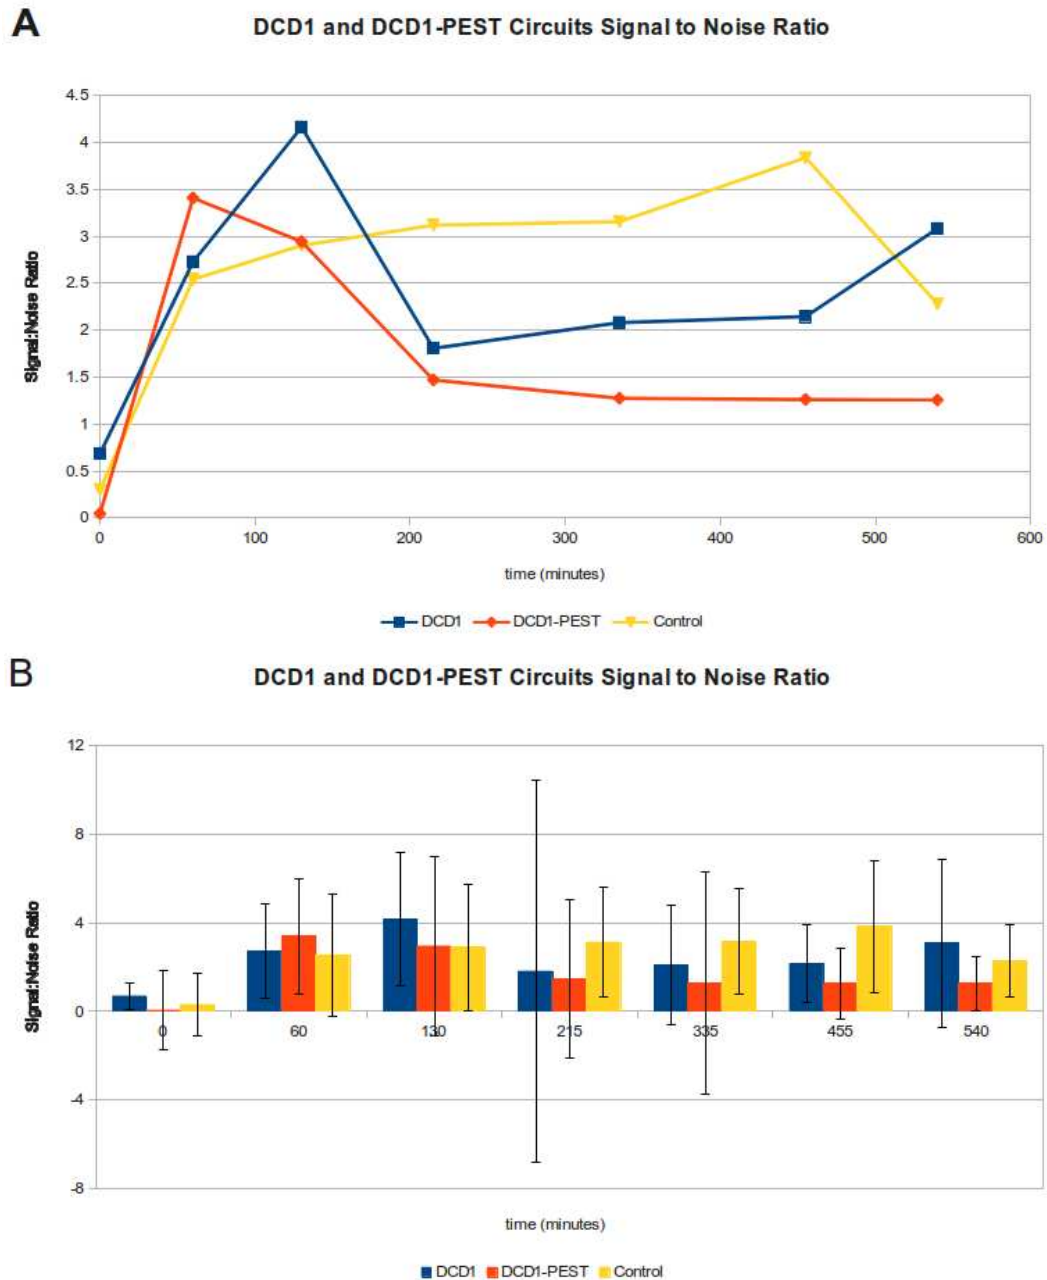 A
DCD1 and DCD1-PEST Circuits Signal to Noise Ratio
4.5
4
3.5
3
2.5
2
1.5
1
0.5
0
Signal:Noise Ratio
0 100 200 300 400 500 600
time (minutes)
DCD1 DCD1-PEST Control
B
DCD1 and DCD1-PEST Circuits Signal to Noise Ratio
12
8
4
0
-4
-8
Signal:Noise Ratio
0 60 130 215 335 455 540
time (minutes)
DCD1 DCD1-PEST Control